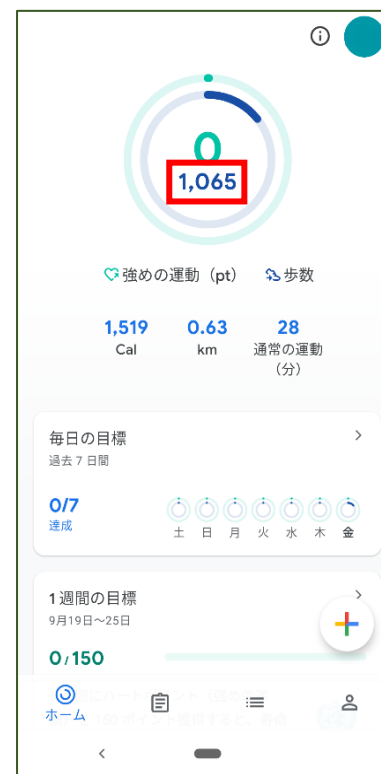 0
1,065
強めの運動（pt） 歩数
1,519 0.63 28
Cal km 通常の運動
（分）
毎日の目標
過去 7 日間
0/7
達成
土 日 月 火 水 木 金
1 週間の目標
9月19日～25日
0 / 150
ホーム